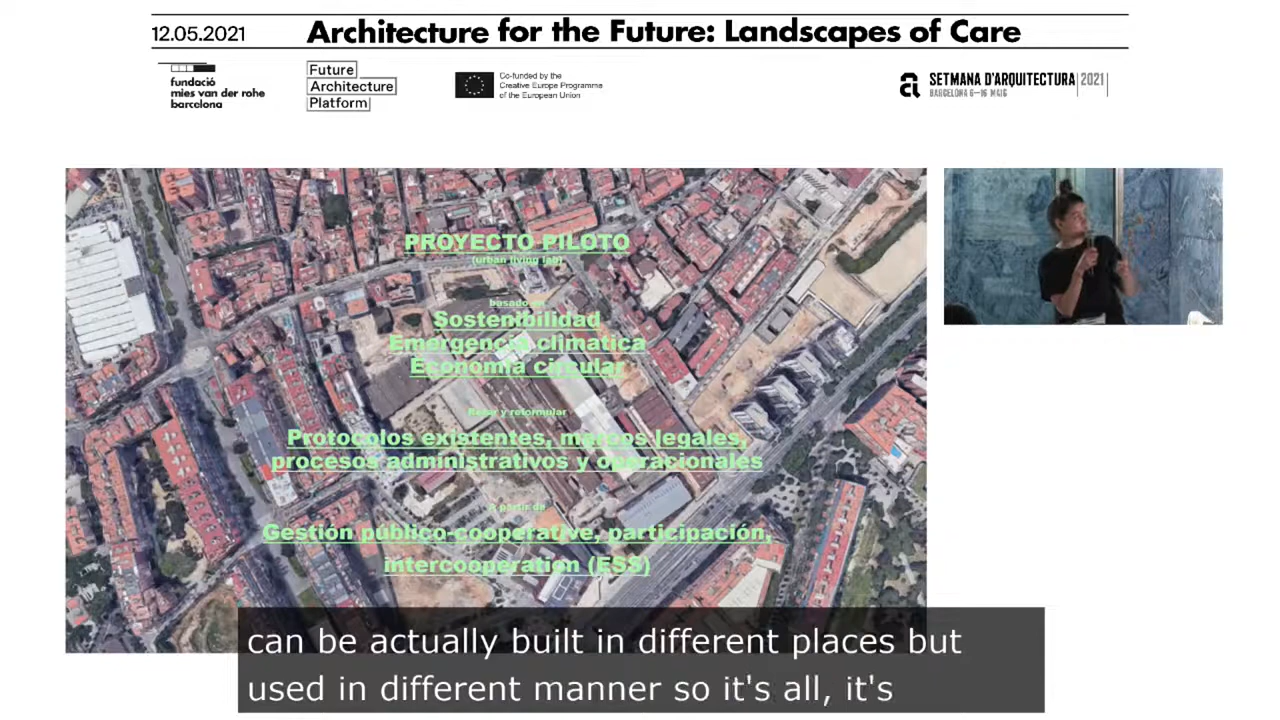 12.05.2021
Architecture for the Future: Landscapes of Care
fundació
mies van der rohe
barcelona
Future
Architecture
Platform
Co-funded by the
Creative Europe Programme
of the European Union
a
SETMANA D'ARQUITECTURA 2021
BARCELONA 6–16 MAIG
PROYECTO PILOTO
(urban living lab)
basado en
Sostenibilidad
Emergencia climatica
Economia circular
y reformular
Protocolos existentes, marcos legales,
procesos administrativos y operacionales
A partir de
Gestión público-cooperative, participación,
intercooperation (ESS)
can be actually built in different places but
used in different manner so it's all, it's